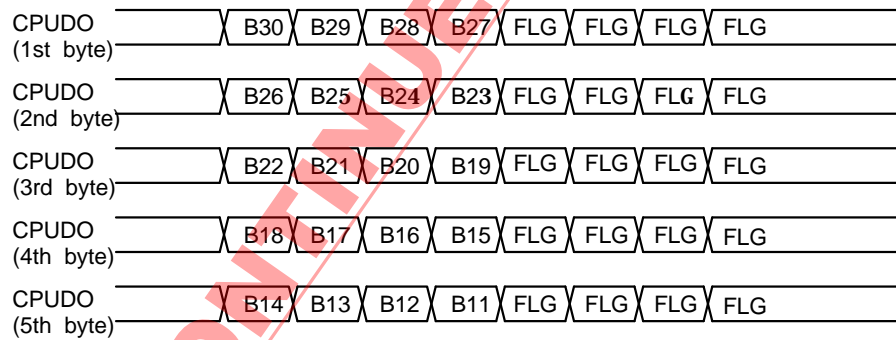 CPUDO B30 B29 B28 B27 FLG FLG FLG FLG
(1st byte)
CPUDO B26 B25 B24 B23 FLG FLG FLG FLG
(2nd byte)
CPUDO B22 B21 B20 B19 FLG FLG FLG FLG
(3rd byte)
CPUDO B18 B17 B16 B15 FLG FLG FLG FLG
(4th byte)
CPUDO B14 B13 B12 B11 FLG FLG FLG FLG
(5th byte)
ONTINUE